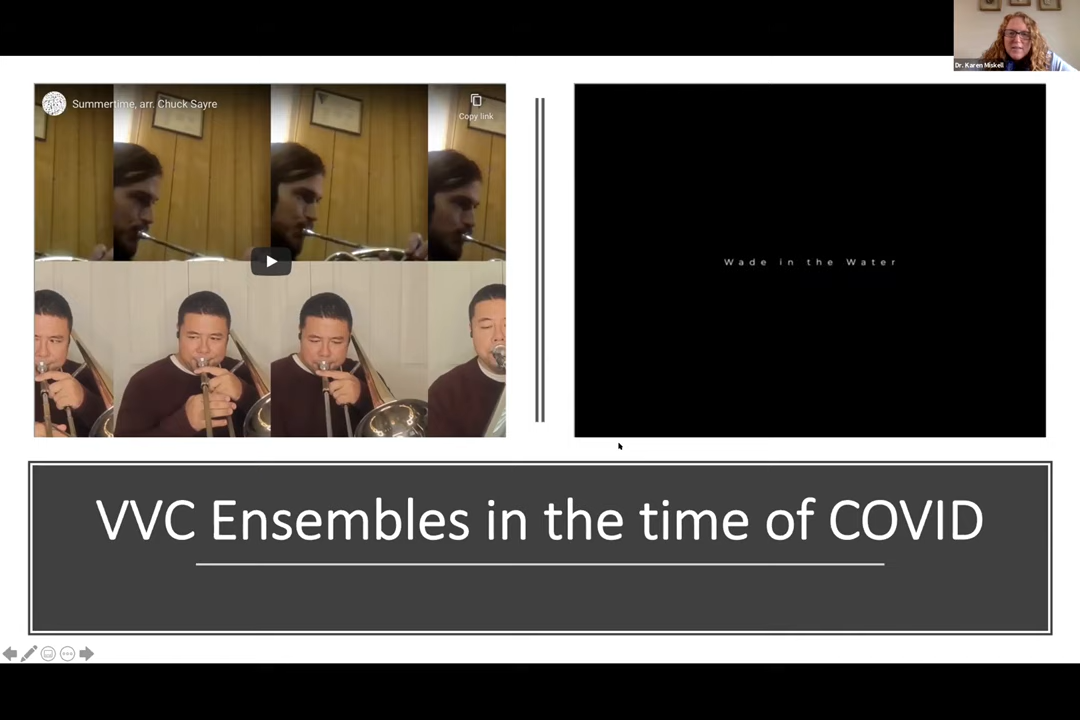 Dr. Karen Miskell
Summertime, arr. Chuck Sayre
Copy link
Wade in the Water
VVC Ensembles in the time of COVID